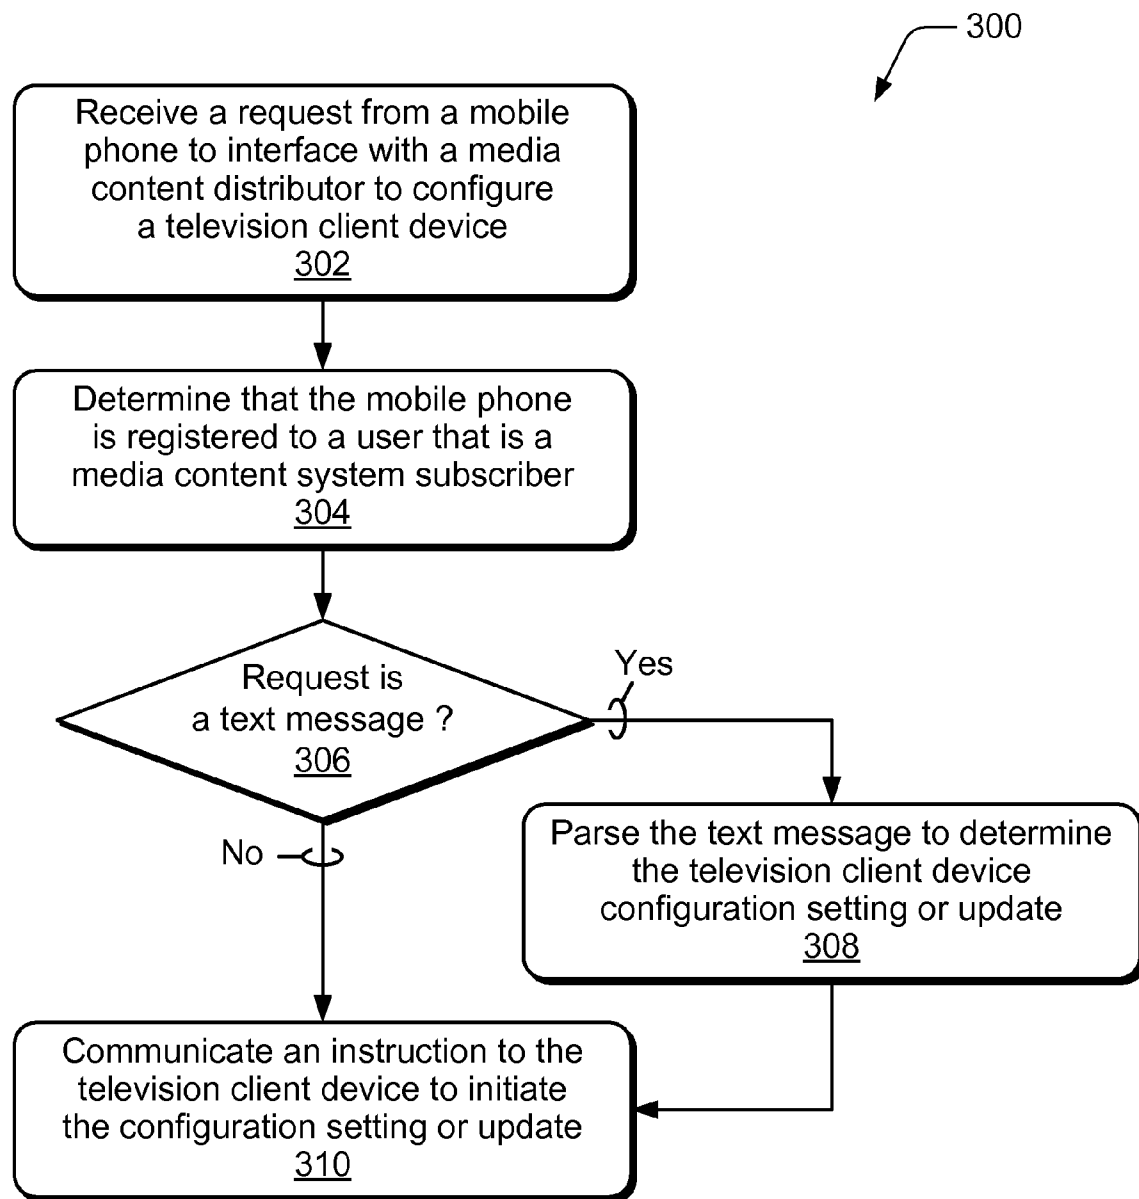 300
Receive a request from a mobile
phone to interface with a media
content distributor to configure
a television client device
302
Determine that the mobile phone
is registered to a user that is a
media content system subscriber
304
Request is
a text message ?
306
Yes
No
Parse the text message to determine
the television client device
configuration setting or update
308
Communicate an instruction to the
television client device to initiate
the configuration setting or update
310